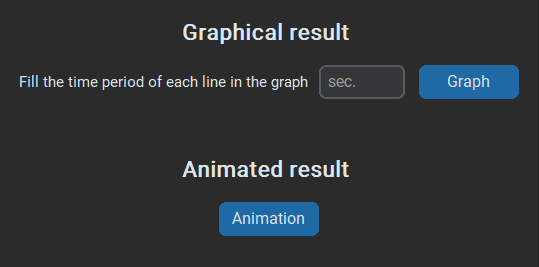 Graphical result
Fill the time period of each line in the graph sec. Graph
Animated result
Animation